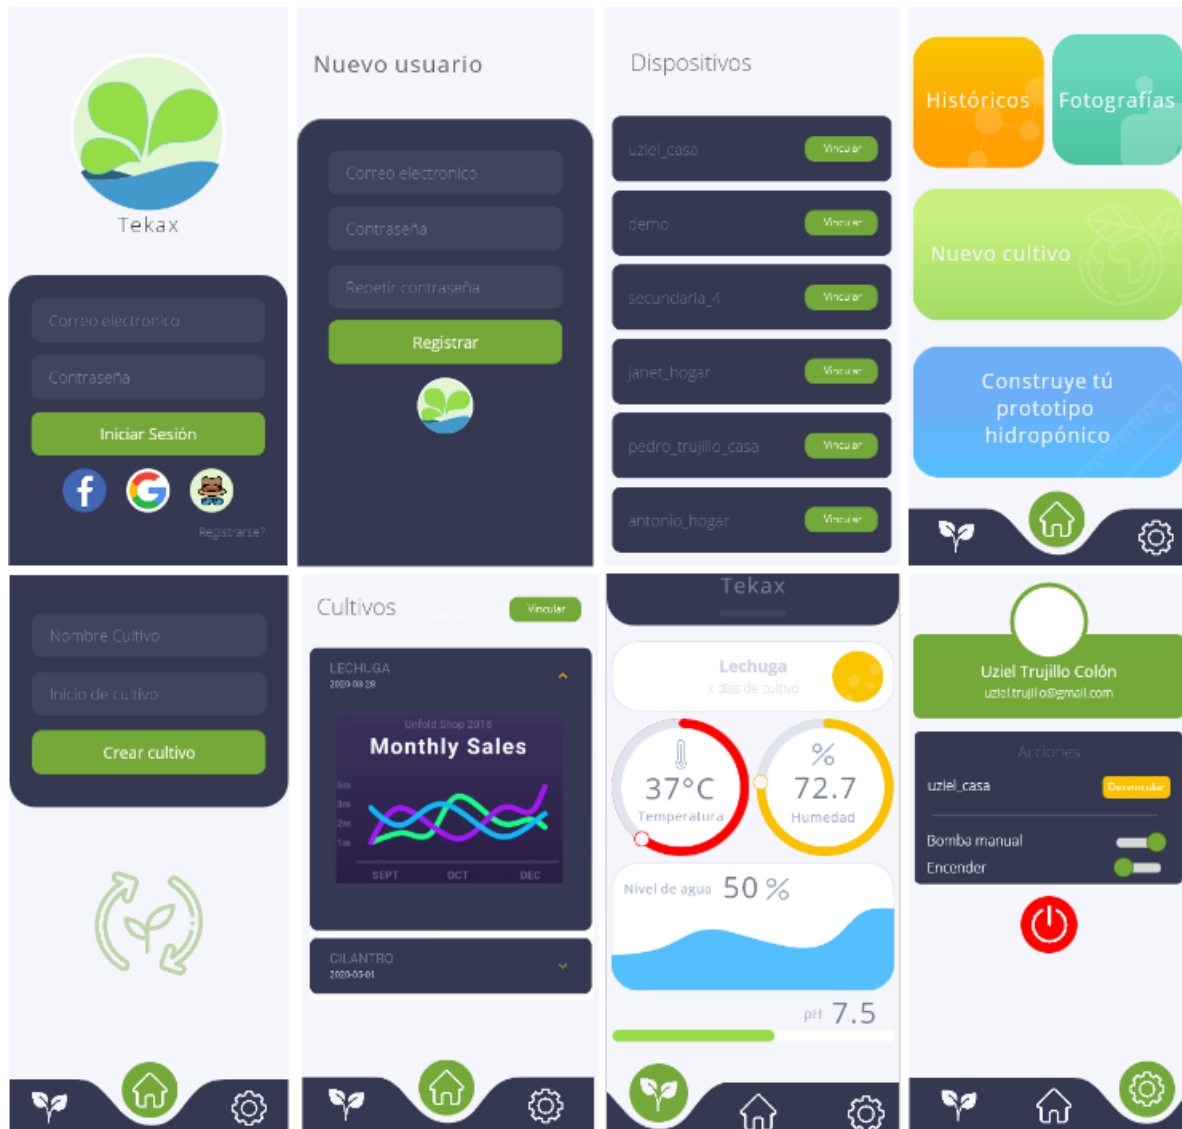 Tekax
Correo electronico
Contraseña
Iniciar Sesión
Registrarse?
Nuevo usuario
Correo electronico
Contraseña
Repetir contraseña
Registrar
Dispositivos
uziel_casa
Vincular
demo
Vincular
secundaria_4
Vincular
janet_hogar
Vincular
pedro_trujillo_casa
Vincular
antonio_hogar
Vincular
Históricos
Fotografías
Nuevo cultivo
Construye tú
prototipo
hidropónico
Nombre Cultivo
Inicio de cultivo
Crear cultivo
Cultivos
Vincular
LECHUGA
2020-03-28
Unfold Shop 2018
Monthly Sales
5m
3m
2m
1m
SEPT OCT DEC
CILANTRO
2020-05-01
Tekax
Lechuga
x días de cultivo
37°C
Temperatura
%
72.7
Humedad
Nivel de agua 50 %
pH 7.5
Uziel Trujillo Colón
uziel.trujillo@gmail.com
Acciones
uziel_casa
Desvincular
Bomba manual
Encender